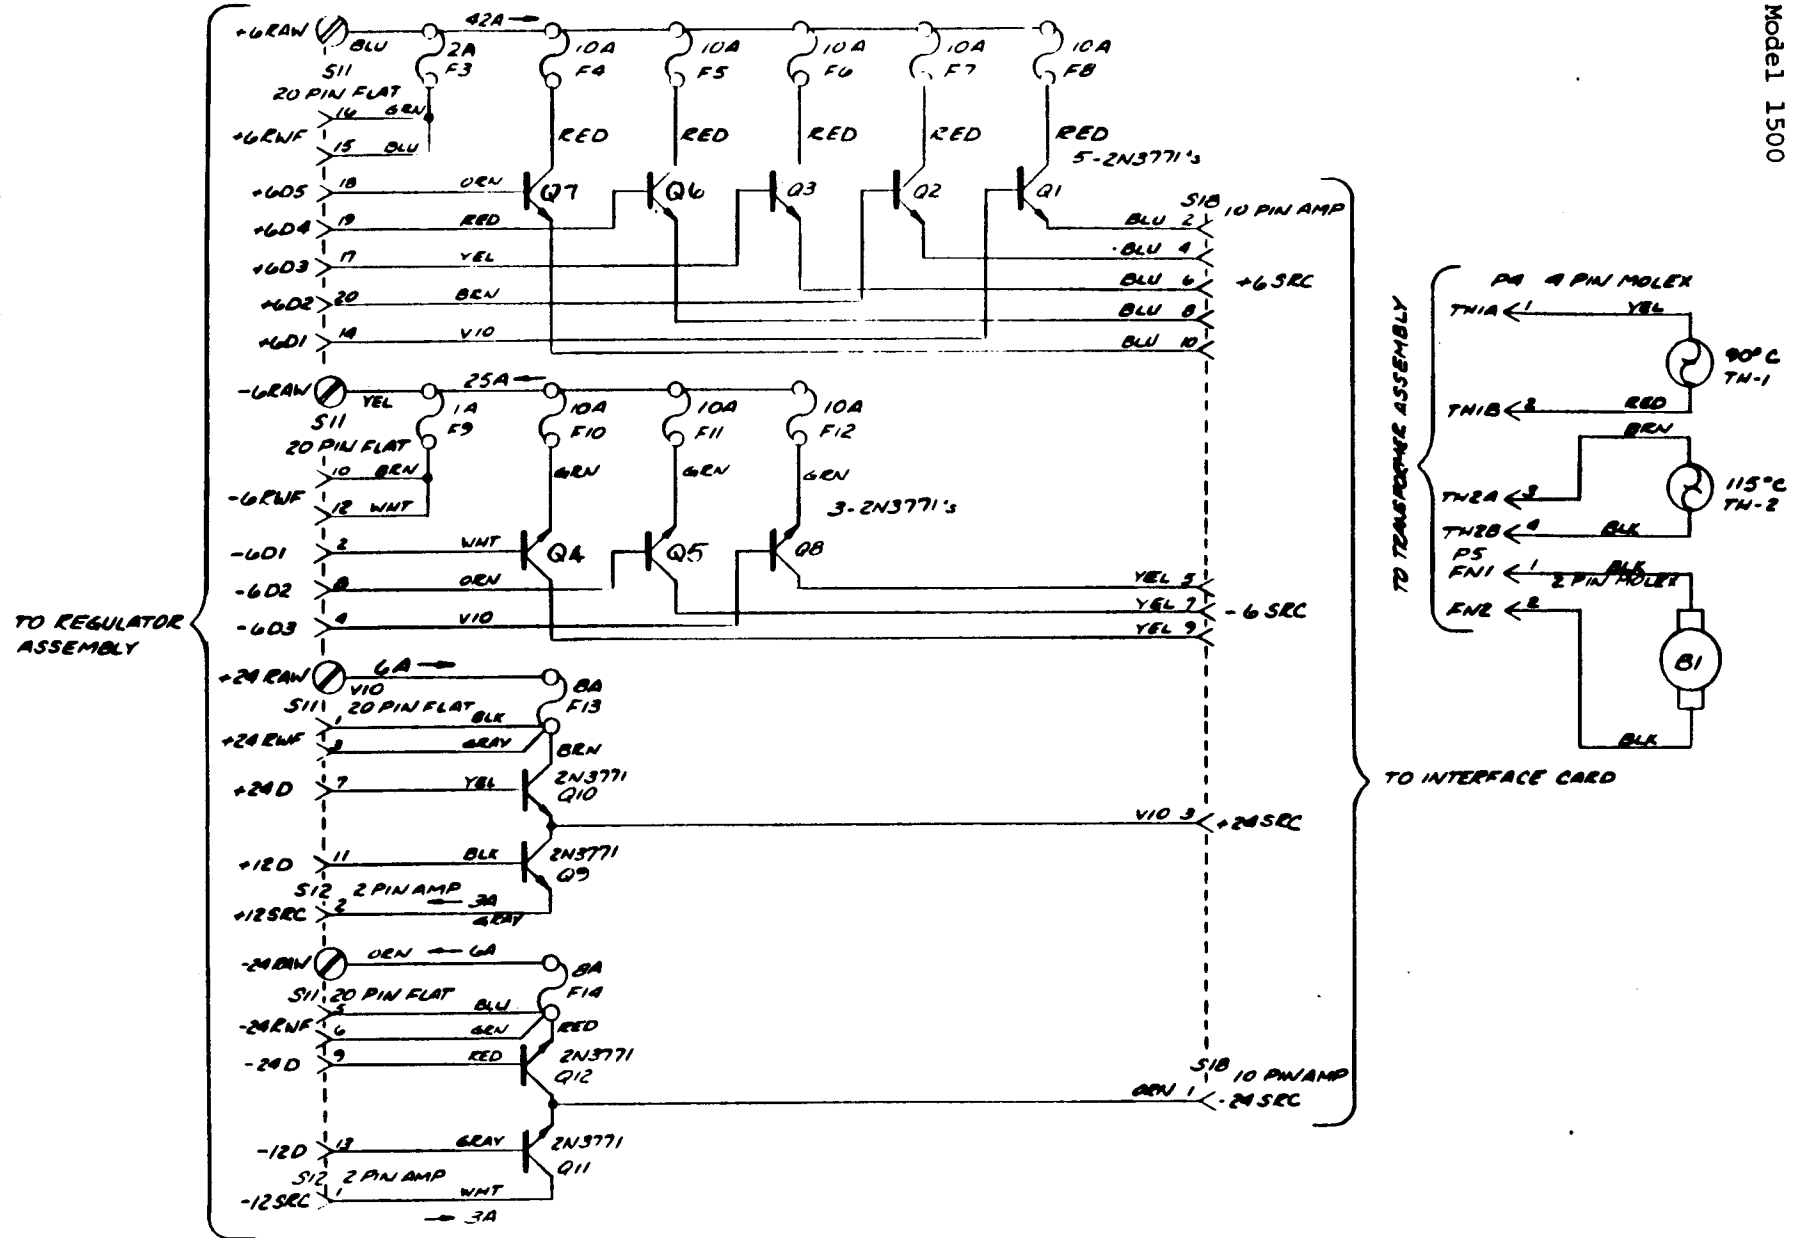 Model 1500
+6RAW
BLU
42A
2A
F3
10A
F4
10A
F5
10A
F6
10A
F7
10A
F8
S11
20 PIN FLAT
16 GRN
+6RWF
15 BLU
RED
RED
RED
RED
RED
5-2N3771's
+6D5 18 ORN
Q7
Q6
Q3
Q2
Q1
+6D4 19 RED
+6D3 17 YEL
+6D2 20 BRN
+6D1 14 VIO
S18 10 PIN AMP
BLU 2
BLU 4
BLU 6
+6 SRC
BLU 8
BLU 10
-6RAW
YEL
25A
1A
F9
10A
F10
10A
F11
10A
F12
S11
20 PIN FLAT
10 BRN
-6RWF
12 WHT
GRN
GRN
GRN
3-2N3771's
-6D1 2 WHT
Q4
Q5
Q8
-6D2 8 ORN
-6D3 4 VIO
YEL 5
YEL 7
-6 SRC
YEL 9
TO REGULATOR
ASSEMBLY
+24 RAW
6A
VIO
8A
F13
S11 20 PIN FLAT
1 BLK
+24 RWF
3 GRAY
BRN
+24D 7 YEL
2N3771
Q10
VIO 3
+24SRC
+12D 11 BLK
2N3771
Q9
S12 2 PIN AMP
+12SRC 2
3A
GRAY
-24RAW
ORN
6A
8A
F14
S11 20 PIN FLAT
5 BLU
-24RWF
6 GRN
RED
-24D 9 RED
2N3771
Q12
S18 10 PIN AMP
ORN 1
-24SRC
-12D 13 GRAY
2N3771
Q11
S12 2 PIN AMP
-12SRC 1 WHT
3A
TO INTERFACE CARD
TO TRANSFORMER ASSEMBLY
P4 4 PIN MOLEX
TH1A 1 YEL
90°C
TH-1
TH1B 2 RED
BRN
TH2A 3
115°C
TH-2
TH2B 4 BLK
P5
FN1 1 BLK
2 PIN MOLEX
FN2 2
B1
BLK